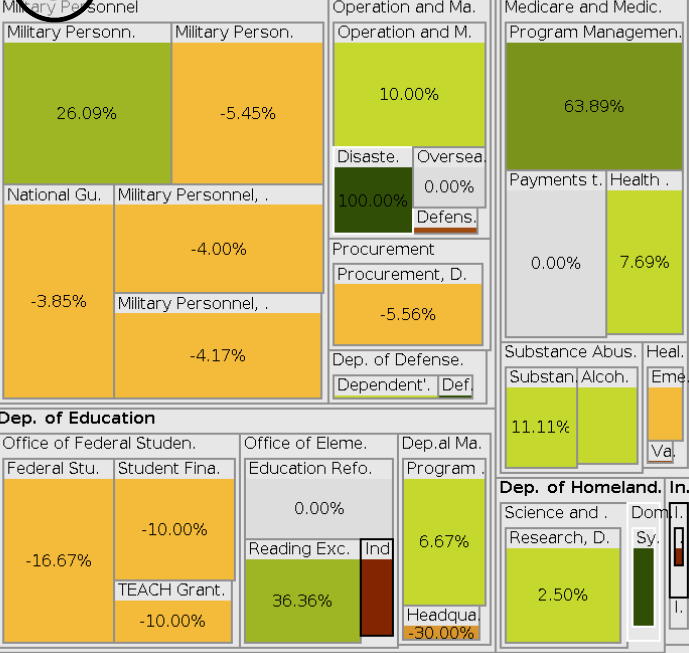 Military Personnel
Military Personn.
26.09%
Military Person.
-5.45%
National Gu.
-3.85%
Military Personnel, .
-4.00%
Military Personnel, .
-4.17%
Operation and Ma.
Operation and M.
10.00%
Disaste.
100.00%
Oversea
0.00%
Defens.
Procurement
Procurement, D.
-5.56%
Dep. of Defense.
Dependent'.
Def.
Medicare and Medic.
Program Managemen.
63.89%
Payments t.
0.00%
Health .
7.69%
Substance Abus.
Substan.
11.11%
Alcoh.
Heal.
Eme
Va.
Dep. of Education
Office of Federal Studen.
Federal Stu.
-16.67%
Student Fina.
-10.00%
TEACH Grant.
-10.00%
Office of Eleme.
Education Refo.
0.00%
Reading Exc.
36.36%
Ind
Dep.al Ma.
Program .
6.67%
Headqua.
-30.00%
Dep. of Homeland.
Science and .
Research, D.
2.50%
Dom.
Sy.
In.
I.
I.